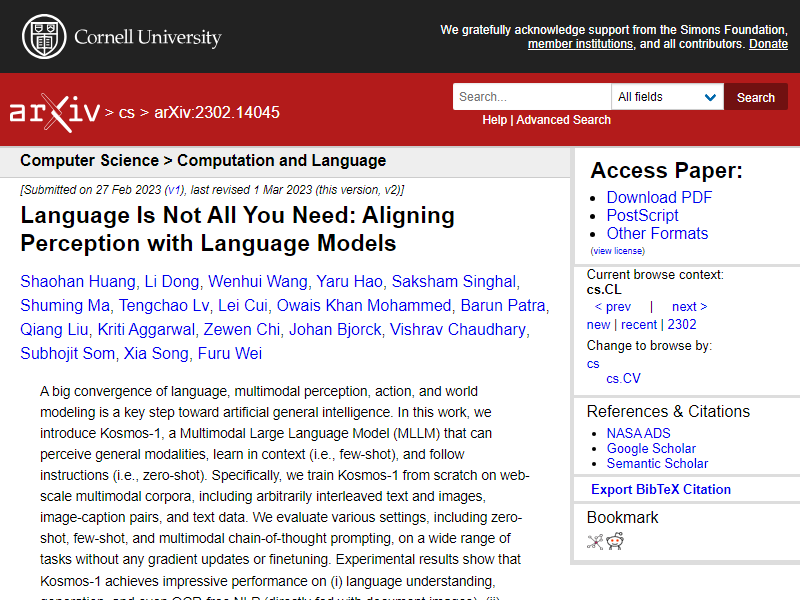 Cornell University
We gratefully acknowledge support from the Simons Foundation,
member institutions, and all contributors. Donate
arXiv > cs > arXiv:2302.14045
Search...
All fields
Search
Help | Advanced Search
Computer Science > Computation and Language
[Submitted on 27 Feb 2023 (v1), last revised 1 Mar 2023 (this version, v2)]
Language Is Not All You Need: Aligning
Perception with Language Models
Shaohan Huang, Li Dong, Wenhui Wang, Yaru Hao, Saksham Singhal,
Shuming Ma, Tengchao Lv, Lei Cui, Owais Khan Mohammed, Barun Patra,
Qiang Liu, Kriti Aggarwal, Zewen Chi, Johan Bjorck, Vishrav Chaudhary,
Subhojit Som, Xia Song, Furu Wei
A big convergence of language, multimodal perception, action, and world
modeling is a key step toward artificial general intelligence. In this work, we
introduce Kosmos-1, a Multimodal Large Language Model (MLLM) that can
perceive general modalities, learn in context (i.e., few-shot), and follow
instructions (i.e., zero-shot). Specifically, we train Kosmos-1 from scratch on web-
scale multimodal corpora, including arbitrarily interleaved text and images,
image-caption pairs, and text data. We evaluate various settings, including zero-
shot, few-shot, and multimodal chain-of-thought prompting, on a wide range of
tasks without any gradient updates or finetuning. Experimental results show that
Kosmos-1 achieves impressive performance on (i) language understanding,
generation, and even OCR-free NLP (directly fed with document images), (ii)
Access Paper:
Download PDF
PostScript
Other Formats
(view license)
Current browse context:
cs.CL
< prev | next >
new | recent | 2302
Change to browse by:
cs
cs.CV
References & Citations
NASA ADS
Google Scholar
Semantic Scholar
Export BibTeX Citation
Bookmark